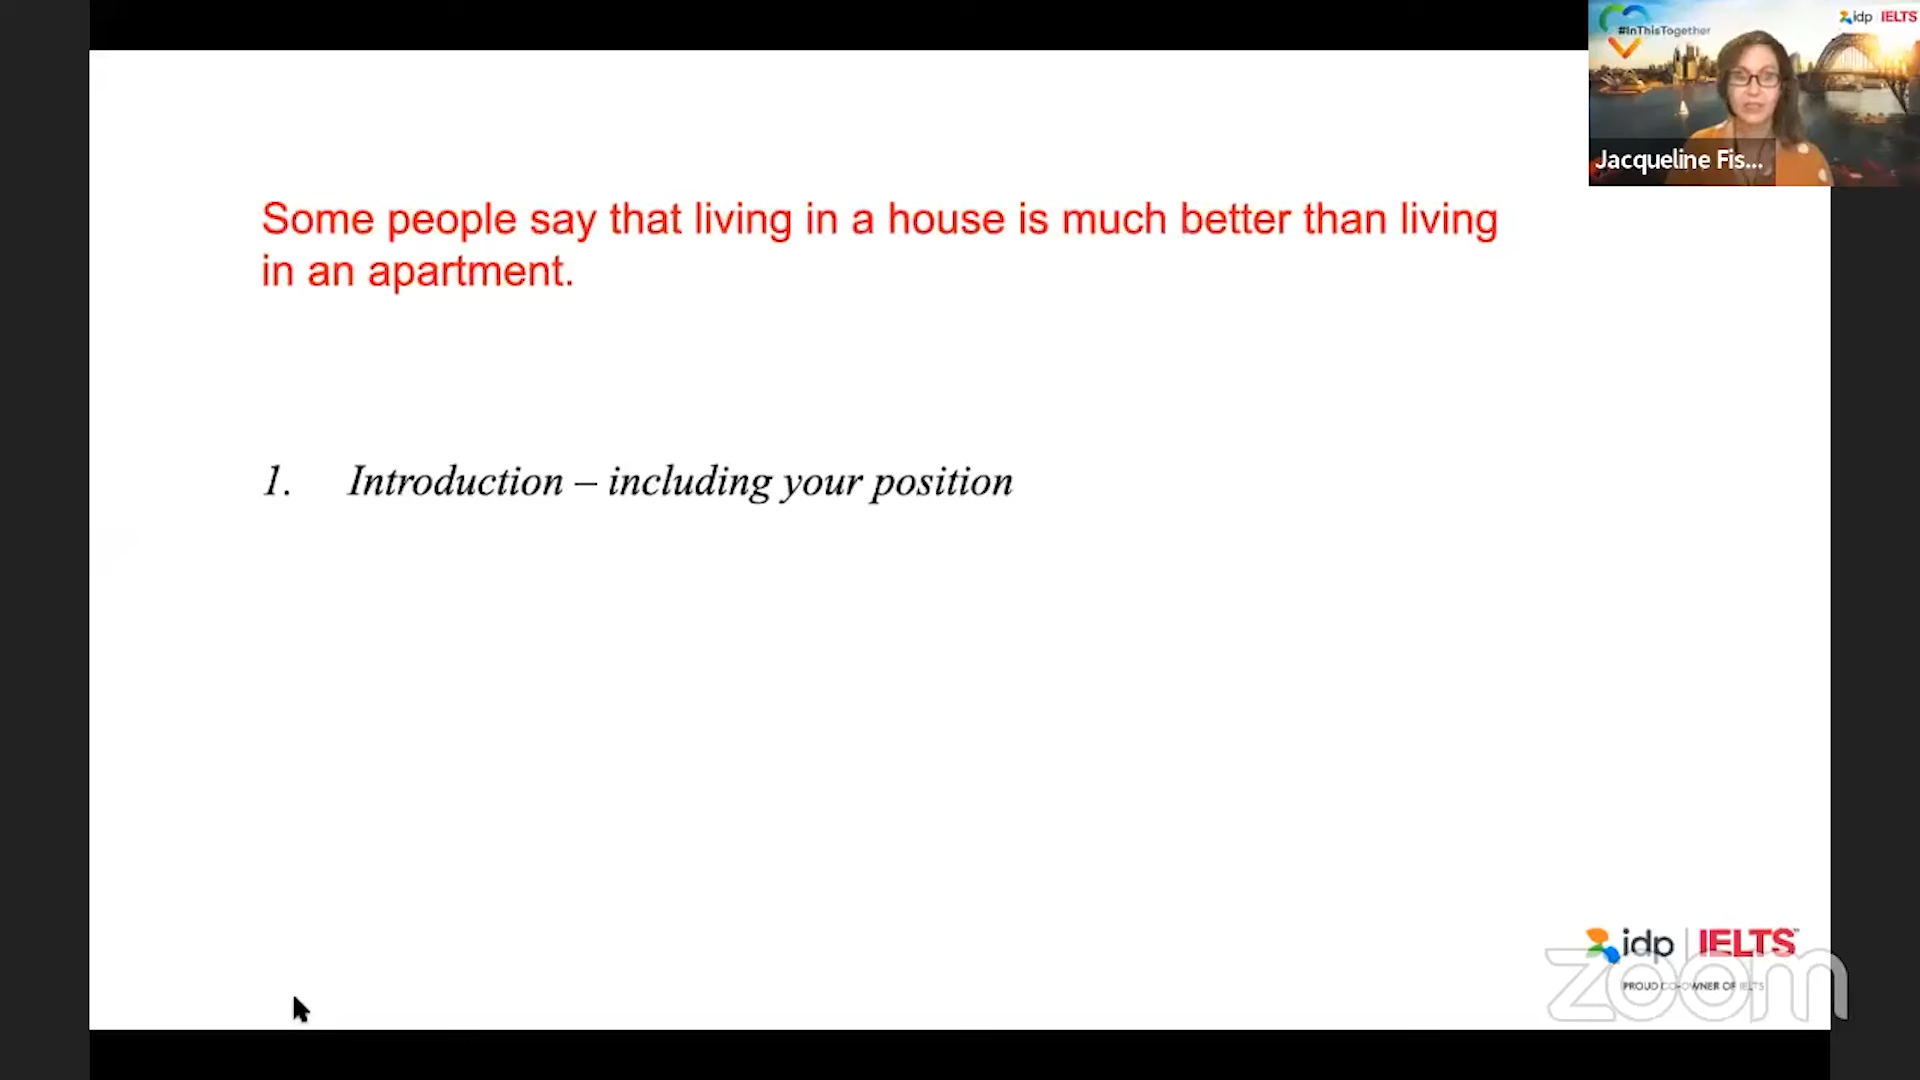 #InThisTogether
idp IELTS
Jacqueline Fis...
Some people say that living in a house is much better than living
in an apartment.
1. Introduction – including your position
idp IELTS™
PROUD CO-OWNER OF IELTS
zoom